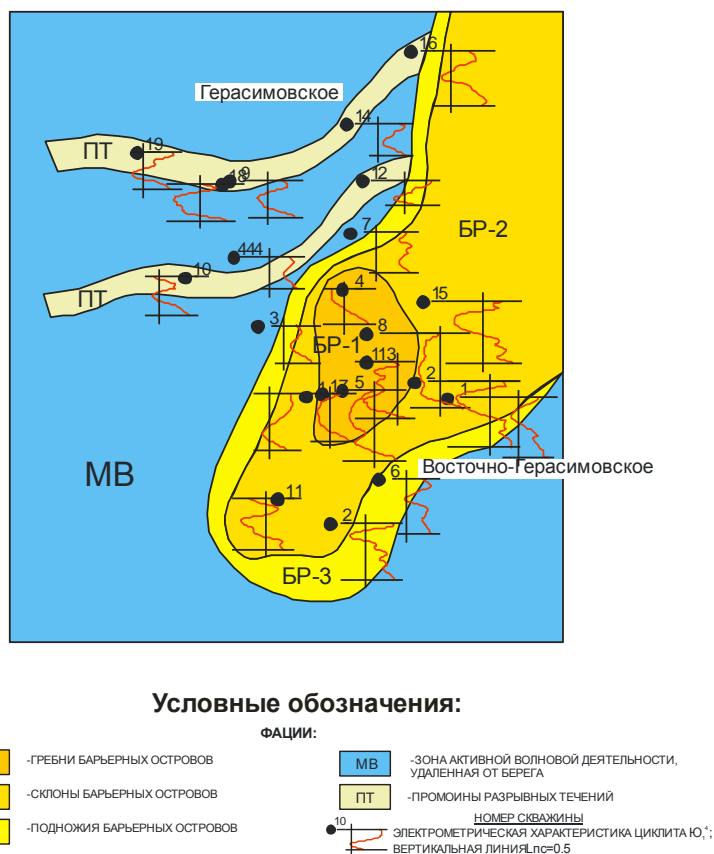 16
Герасимовское
14
ПТ
19
9
18
12
БР-2
7
444
10
4
ПТ
15
3
8
БР-1
113
2
17
5
1
МВ
Восточно-Герасимовское
6
11
2
БР-3
Условные обозначения:
ФАЦИИ:
-ГРЕБНИ БАРЬЕРНЫХ ОСТРОВОВ
МВ
-ЗОНА АКТИВНОЙ ВОЛНОВОЙ ДЕЯТЕЛЬНОСТИ,
УДАЛЕННАЯ ОТ БЕРЕГА
-СКЛОНЫ БАРЬЕРНЫХ ОСТРОВОВ
ПТ
-ПРОМОИНЫ РАЗРЫВНЫХ ТЕЧЕНИЙ
НОМЕР СКВАЖИНЫ
10
-ПОДНОЖИЯ БАРЬЕРНЫХ ОСТРОВОВ
ЭЛЕКТРОМЕТРИЧЕСКАЯ ХАРАКТЕРИСТИКА ЦИКЛИТА
ВЕРТИКАЛЬНАЯ ЛИНИЯLпс=0.5